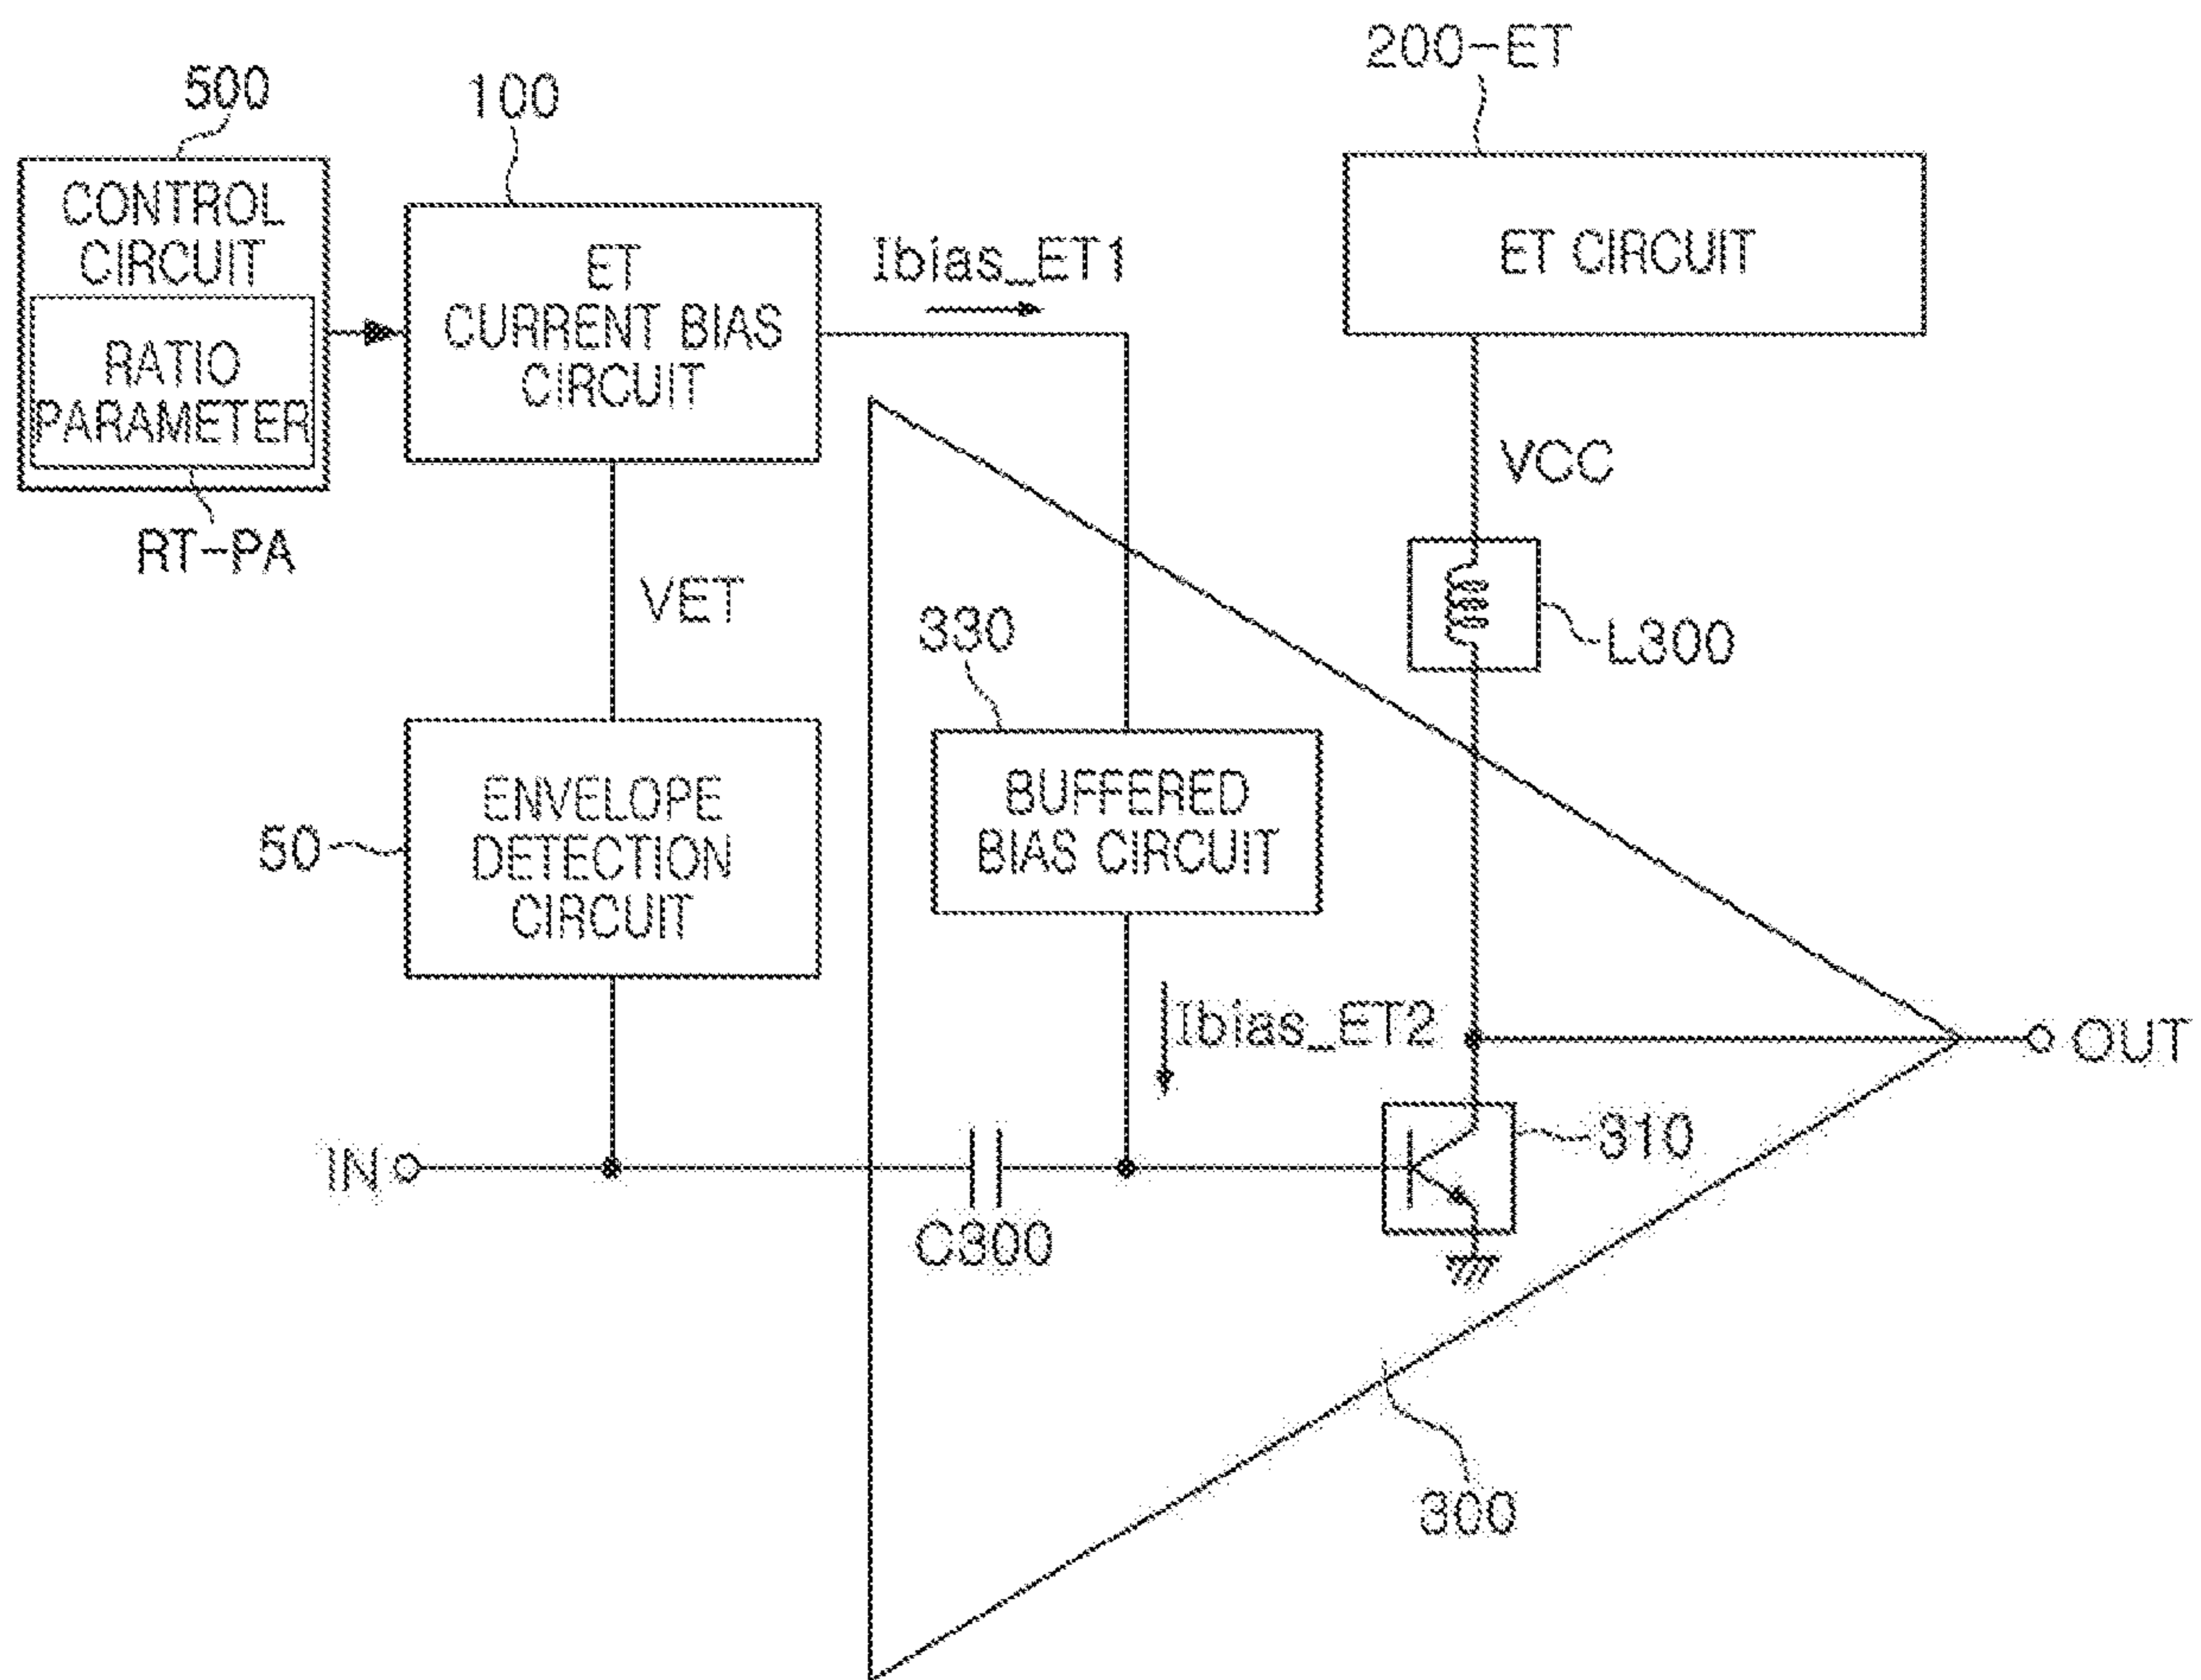 200-ET
500
100
CONTROL
CIRCUIT
RATIO
PARAMETER
RT-PA
ET
CURRENT BIAS
CIRCUIT
Ibias_ET1
ET CIRCUIT
VCC
L300
VET
330
50
ENVELOPE
DETECTION
CIRCUIT
BUFFERED
BIAS CIRCUIT
Ibias_ET2
OUT
IN
C300
310
300